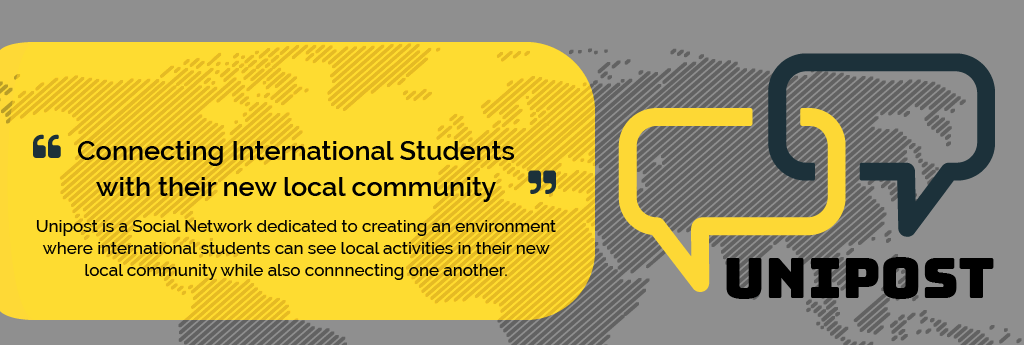 “ Connecting International Students
with their new local community ”
Unipost is a Social Network dedicated to creating an environment
where international students can see local activities in their new
local community while also connnecting one another.
UNIPOST